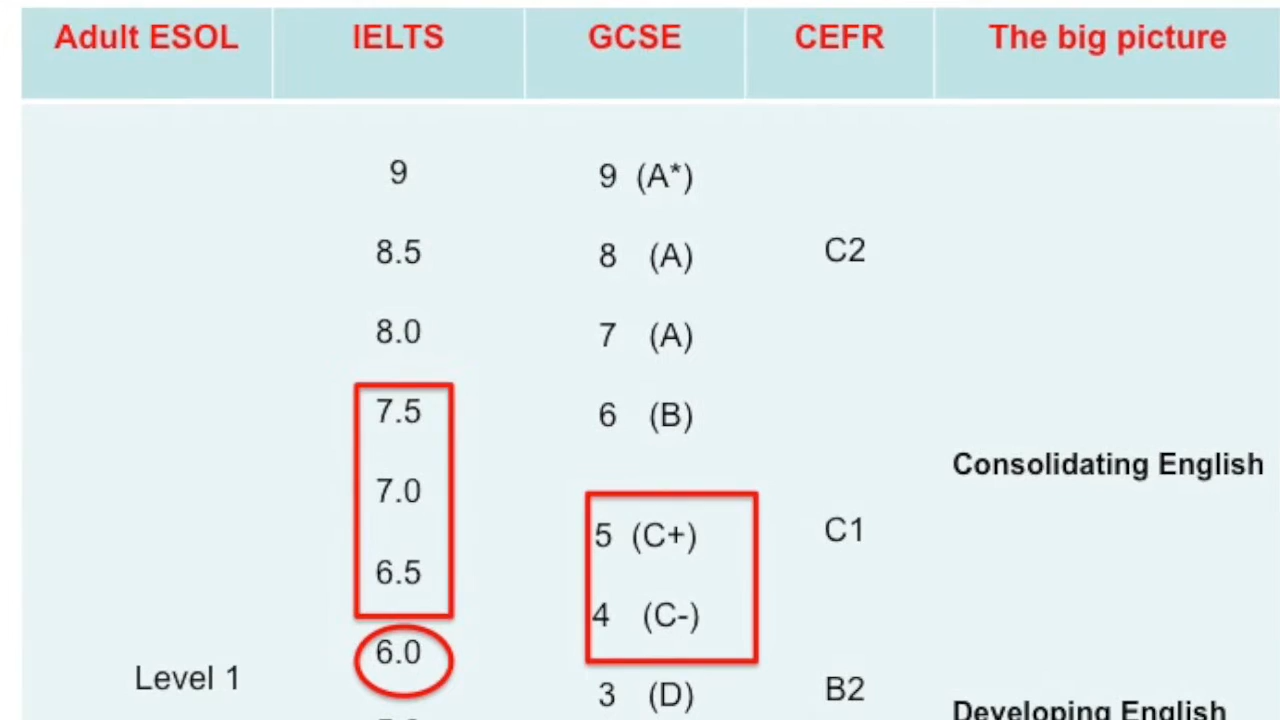 Adult ESOL IELTS GCSE CEFR The big picture
9 9 (A*)
8.5 8 (A) C2
8.0 7 (A)
7.5 6 (B)
Consolidating English
7.0
5 (C+) C1
6.5
4 (C-)
6.0
Level 1 3 (D) B2
Developing English